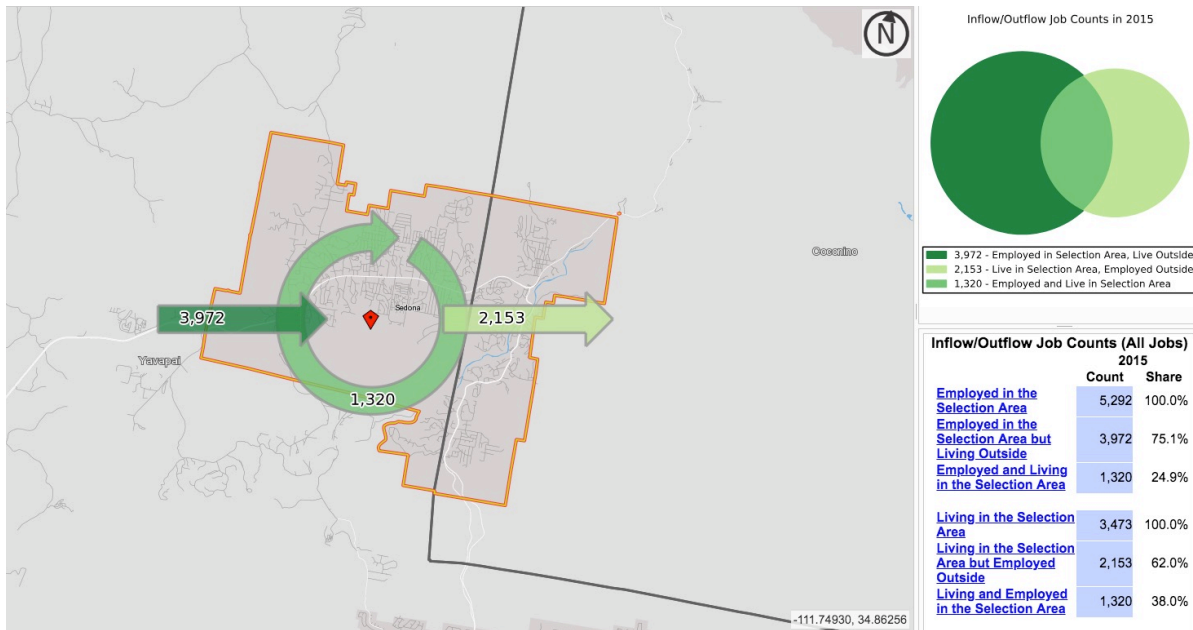 N
Coconino
Sedona
3,972
2,153
Yavapai
1,320
-111.74930, 34.86256
Inflow/Outflow Job Counts in 2015
3,972 - Employed in Selection Area, Live Outside
2,153 - Live in Selection Area, Employed Outside
1,320 - Employed and Live in Selection Area
Inflow/Outflow Job Counts (All Jobs)
2015
Count Share
Employed in the
Selection Area 5,292 100.0%
Employed in the
Selection Area but 3,972 75.1%
Living Outside
Employed and Living
in the Selection Area 1,320 24.9%
Living in the Selection
Area 3,473 100.0%
Living in the Selection
Area but Employed 2,153 62.0%
Outside
Living and Employed
in the Selection Area 1,320 38.0%